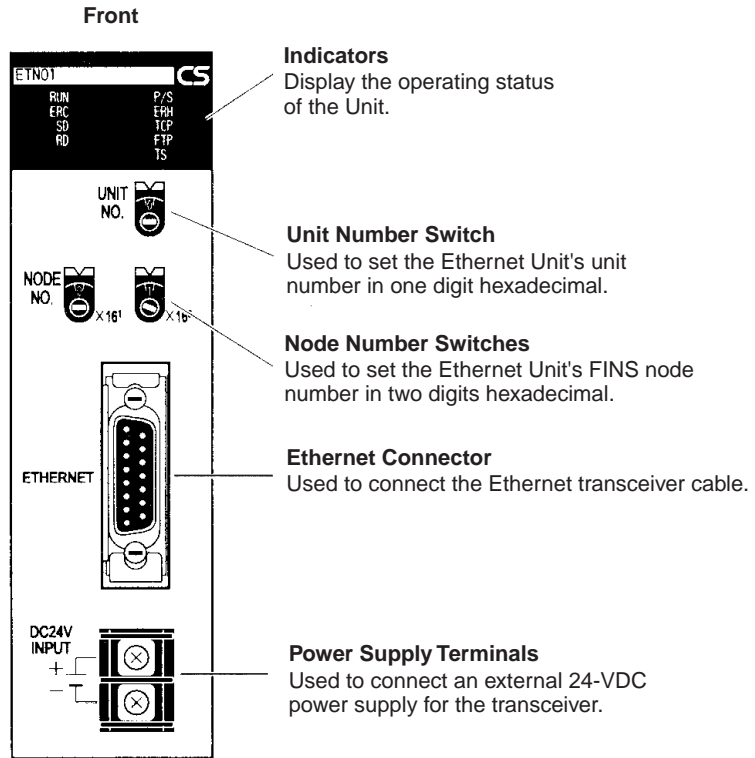 Front
Indicators
Display the operating status
of the Unit.
ETN01 CS
RUN P/S
ERC ERH
SD TCP
RD FTP
TS
UNIT
NO.
Unit Number Switch
Used to set the Ethernet Unit's unit
number in one digit hexadecimal.
NODE
NO.
×16¹ ×16⁰
Node Number Switches
Used to set the Ethernet Unit's FINS node
number in two digits hexadecimal.
ETHERNET
Ethernet Connector
Used to connect the Ethernet transceiver cable.
DC24V
INPUT
+
−
Power Supply Terminals
Used to connect an external 24-VDC
power supply for the transceiver.